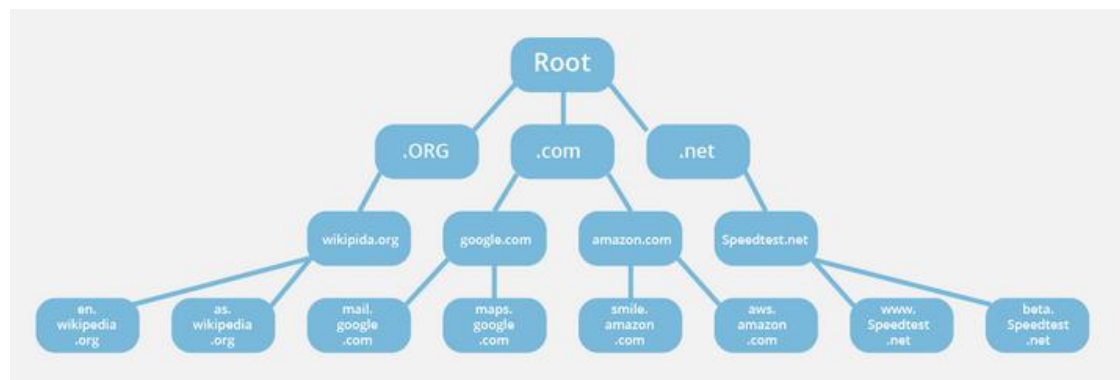 Root
.ORG
.com
.net
wikipida.org
google.com
amazon.com
Speedtest.net
en.
wikipedia
.org
as.
wikipedia
.org
mail.
google
.com
maps.
google
.com
smile.
amazon
.com
aws.
amazon
.com
www.
Speedtest
.net
beta.
Speedtest
.net